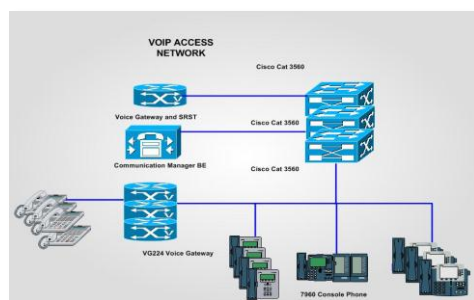 VOIP ACCESS
NETWORK
Cisco Cat 3560
Voice Gateway and SRST
Cisco Cat 3560
Communication Manager BE
Cisco Cat 3560
VG224 Voice Gateway
7960 Console Phone